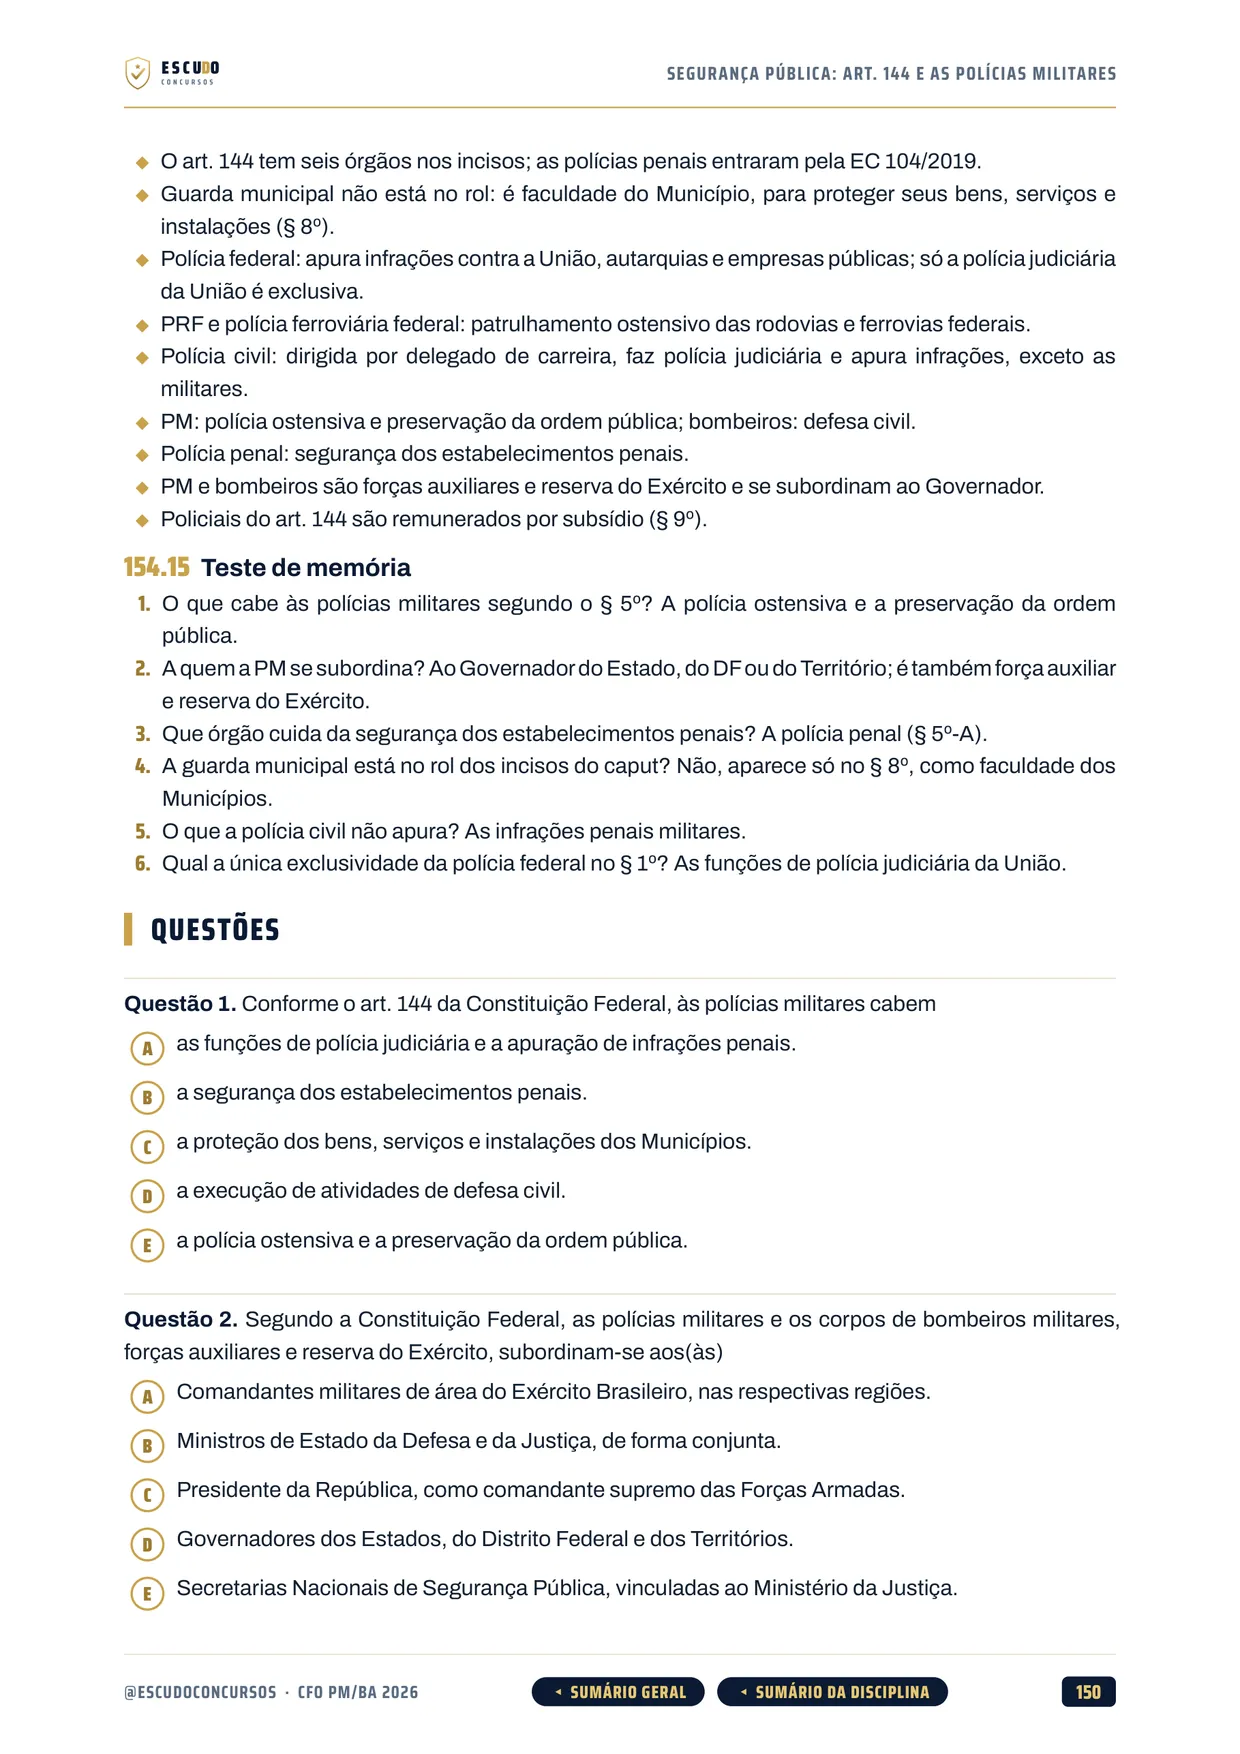 ESCUDO
CONCURSOS
SEGURANÇA PÚBLICA: ART. 144 E AS POLÍCIAS MILITARES
◆ O art. 144 tem seis órgãos nos incisos; as polícias penais entraram pela EC 104/2019.
◆ Guarda municipal não está no rol: é faculdade do Município, para proteger seus bens, serviços e
instalações (§ 8º).
◆ Polícia federal: apura infrações contra a União, autarquias e empresas públicas; só a polícia judiciária
da União é exclusiva.
◆ PRF e polícia ferroviária federal: patrulhamento ostensivo das rodovias e ferrovias federais.
◆ Polícia civil: dirigida por delegado de carreira, faz polícia judiciária e apura infrações, exceto as
militares.
◆ PM: polícia ostensiva e preservação da ordem pública; bombeiros: defesa civil.
◆ Polícia penal: segurança dos estabelecimentos penais.
◆ PM e bombeiros são forças auxiliares e reserva do Exército e se subordinam ao Governador.
◆ Policiais do art. 144 são remunerados por subsídio (§ 9º).
154.15 Teste de memória
1. O que cabe às polícias militares segundo o § 5º? A polícia ostensiva e a preservação da ordem
pública.
2. A quem a PM se subordina? Ao Governador do Estado, do DF ou do Território; é também força auxiliar
e reserva do Exército.
3. Que órgão cuida da segurança dos estabelecimentos penais? A polícia penal (§ 5º-A).
4. A guarda municipal está no rol dos incisos do caput? Não, aparece só no § 8º, como faculdade dos
Municípios.
5. O que a polícia civil não apura? As infrações penais militares.
6. Qual a única exclusividade da polícia federal no § 1º? As funções de polícia judiciária da União.
QUESTÕES
Questão 1. Conforme o art. 144 da Constituição Federal, às polícias militares cabem
A as funções de polícia judiciária e a apuração de infrações penais.
B a segurança dos estabelecimentos penais.
C a proteção dos bens, serviços e instalações dos Municípios.
D a execução de atividades de defesa civil.
E a polícia ostensiva e a preservação da ordem pública.
Questão 2. Segundo a Constituição Federal, as polícias militares e os corpos de bombeiros militares,
forças auxiliares e reserva do Exército, subordinam-se aos(às)
A Comandantes militares de área do Exército Brasileiro, nas respectivas regiões.
B Ministros de Estado da Defesa e da Justiça, de forma conjunta.
C Presidente da República, como comandante supremo das Forças Armadas.
D Governadores dos Estados, do Distrito Federal e dos Territórios.
E Secretarias Nacionais de Segurança Pública, vinculadas ao Ministério da Justiça.
@ESCUDOCONCURSOS · CFO PM/BA 2026
◂ SUMÁRIO GERAL
◂ SUMÁRIO DA DISCIPLINA
150